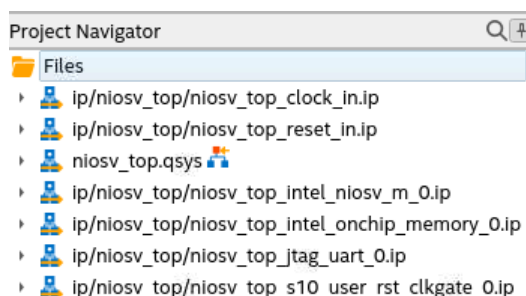 Project Navigator
Files
ip/niosv_top/niosv_top_clock_in.ip
ip/niosv_top/niosv_top_reset_in.ip
niosv_top.qsys
ip/niosv_top/niosv_top_intel_niosv_m_0.ip
ip/niosv_top/niosv_top_intel_onchip_memory_0.ip
ip/niosv_top/niosv_top_jtag_uart_0.ip
ip/niosv_top/niosv_top_s10_user_rst_clkgate_0.ip